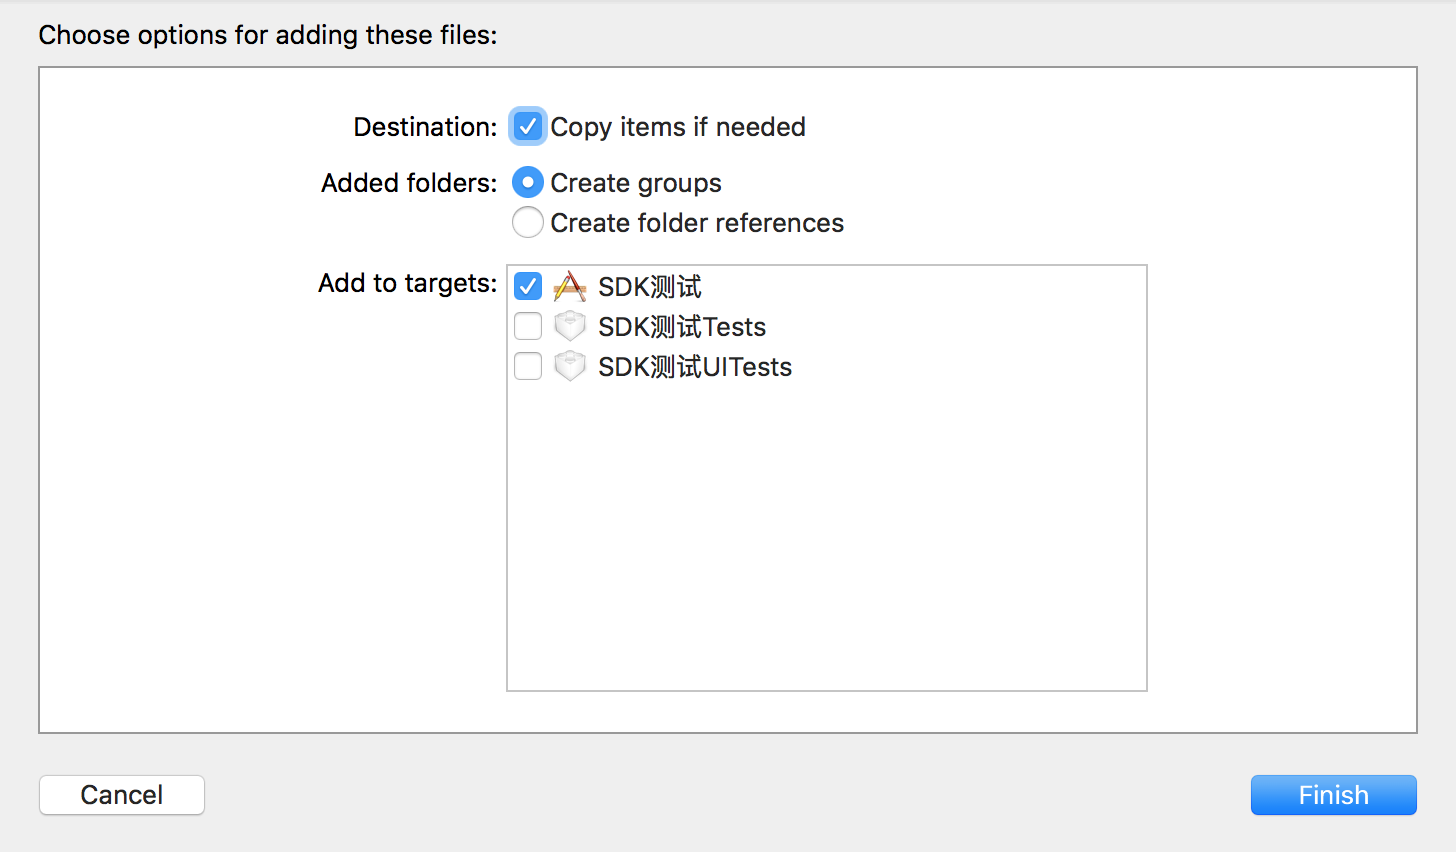 Choose options for adding these files:
Destination: Copy items if needed
Added folders: Create groups
Create folder references
Add to targets: SDK测试
SDK测试Tests
SDK测试UITests
Cancel Finish